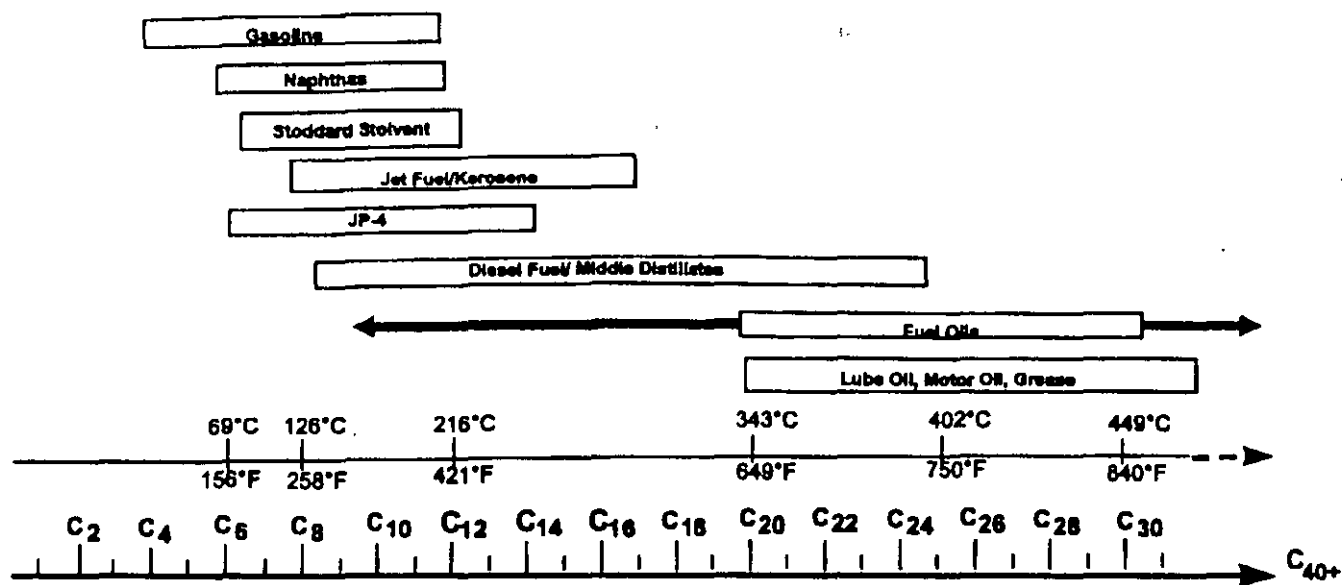 Gasoline
Naphthas
Stoddard Stolvent
Jet Fuel/Kerosene
JP-4
Diesel Fuel/ Middle Distillates
Fuel Oils
Lube Oil, Motor Oil, Grease
69°C 126°C 216°C 343°C 402°C 449°C
156°F 258°F 421°F 649°F 750°F 840°F
C2 C4 C6 C8 C10 C12 C14 C16 C18 C20 C22 C24 C26 C28 C30
C40+